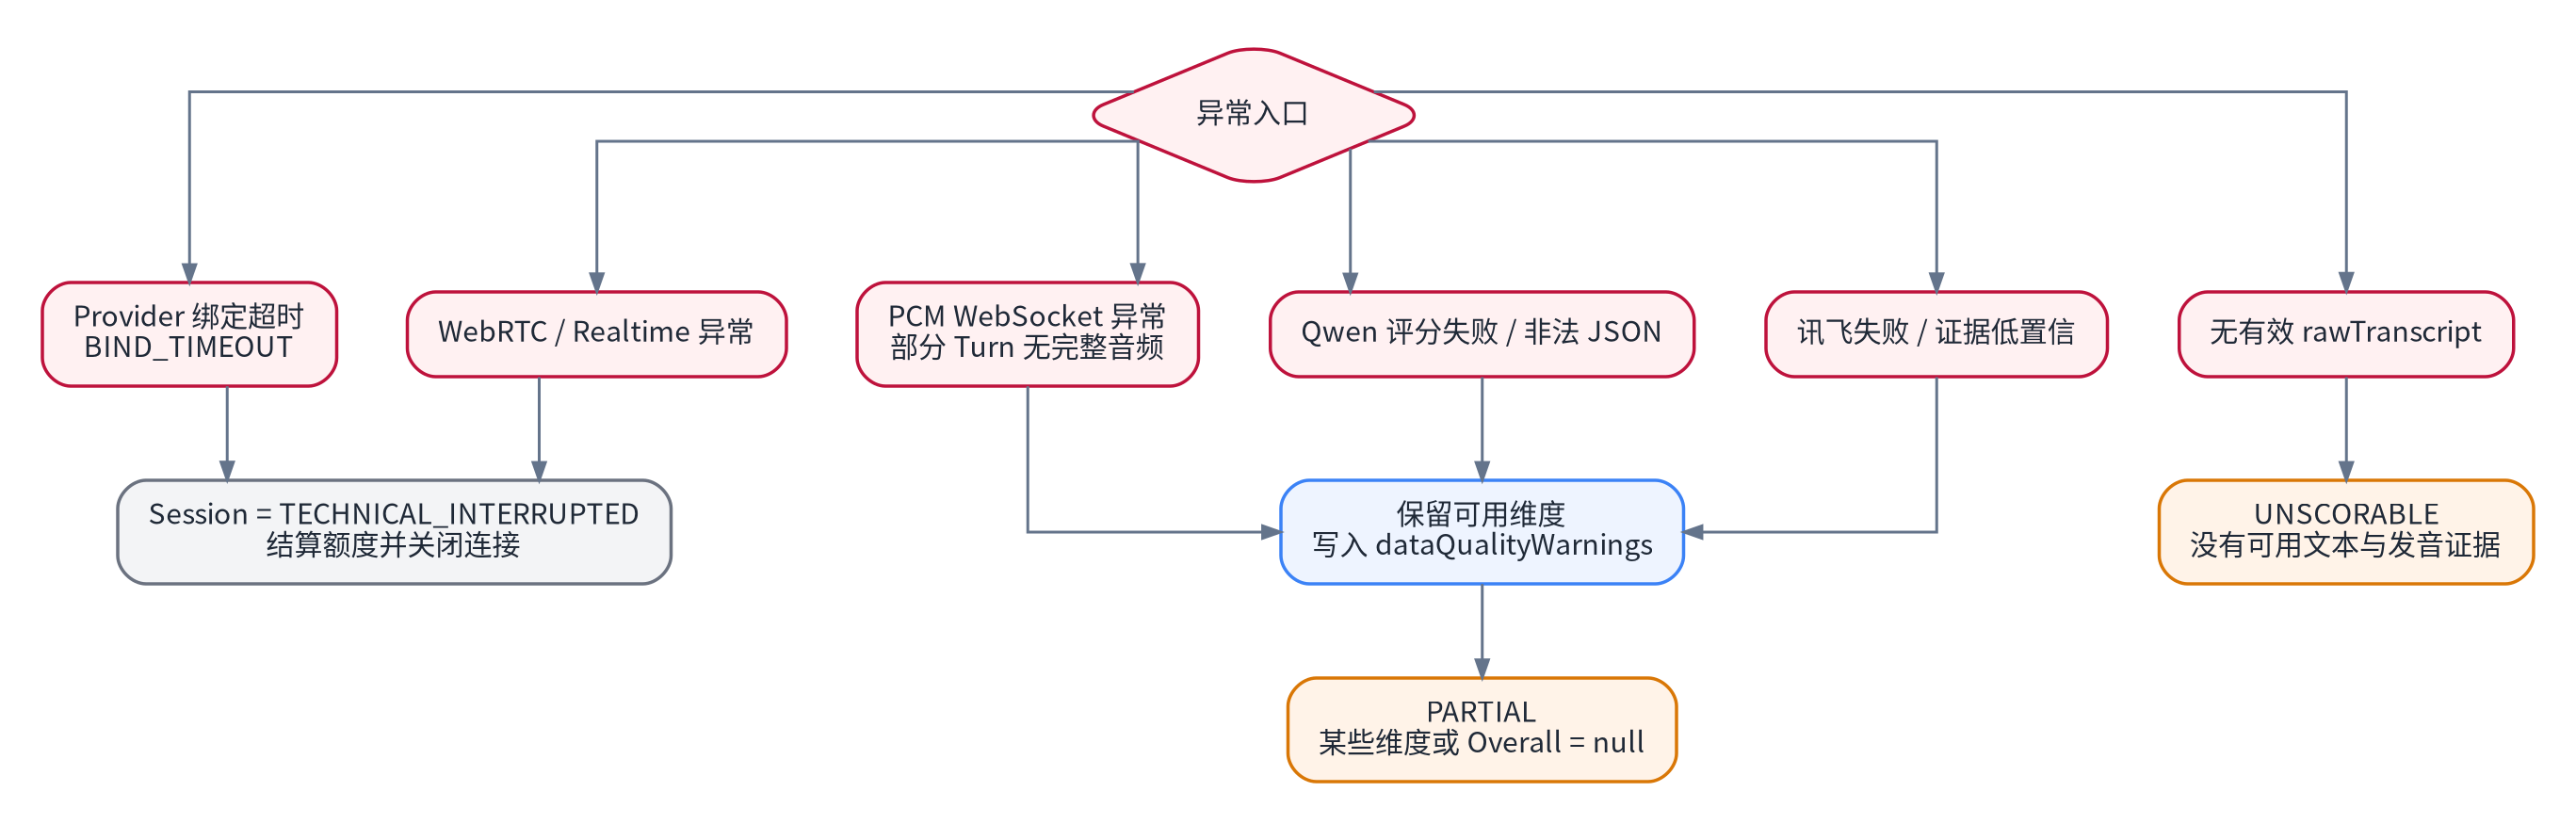 异常入口
Provider 绑定超时
BIND_TIMEOUT
WebRTC / Realtime 异常
PCM WebSocket 异常
部分 Turn 无完整音频
Qwen 评分失败 / 非法 JSON
讯飞失败 / 证据低置信
无有效 rawTranscript
Session = TECHNICAL_INTERRUPTED
结算额度并关闭连接
保留可用维度
写入 dataQualityWarnings
UNSCORABLE
没有可用文本与发音证据
PARTIAL
某些维度或 Overall = null